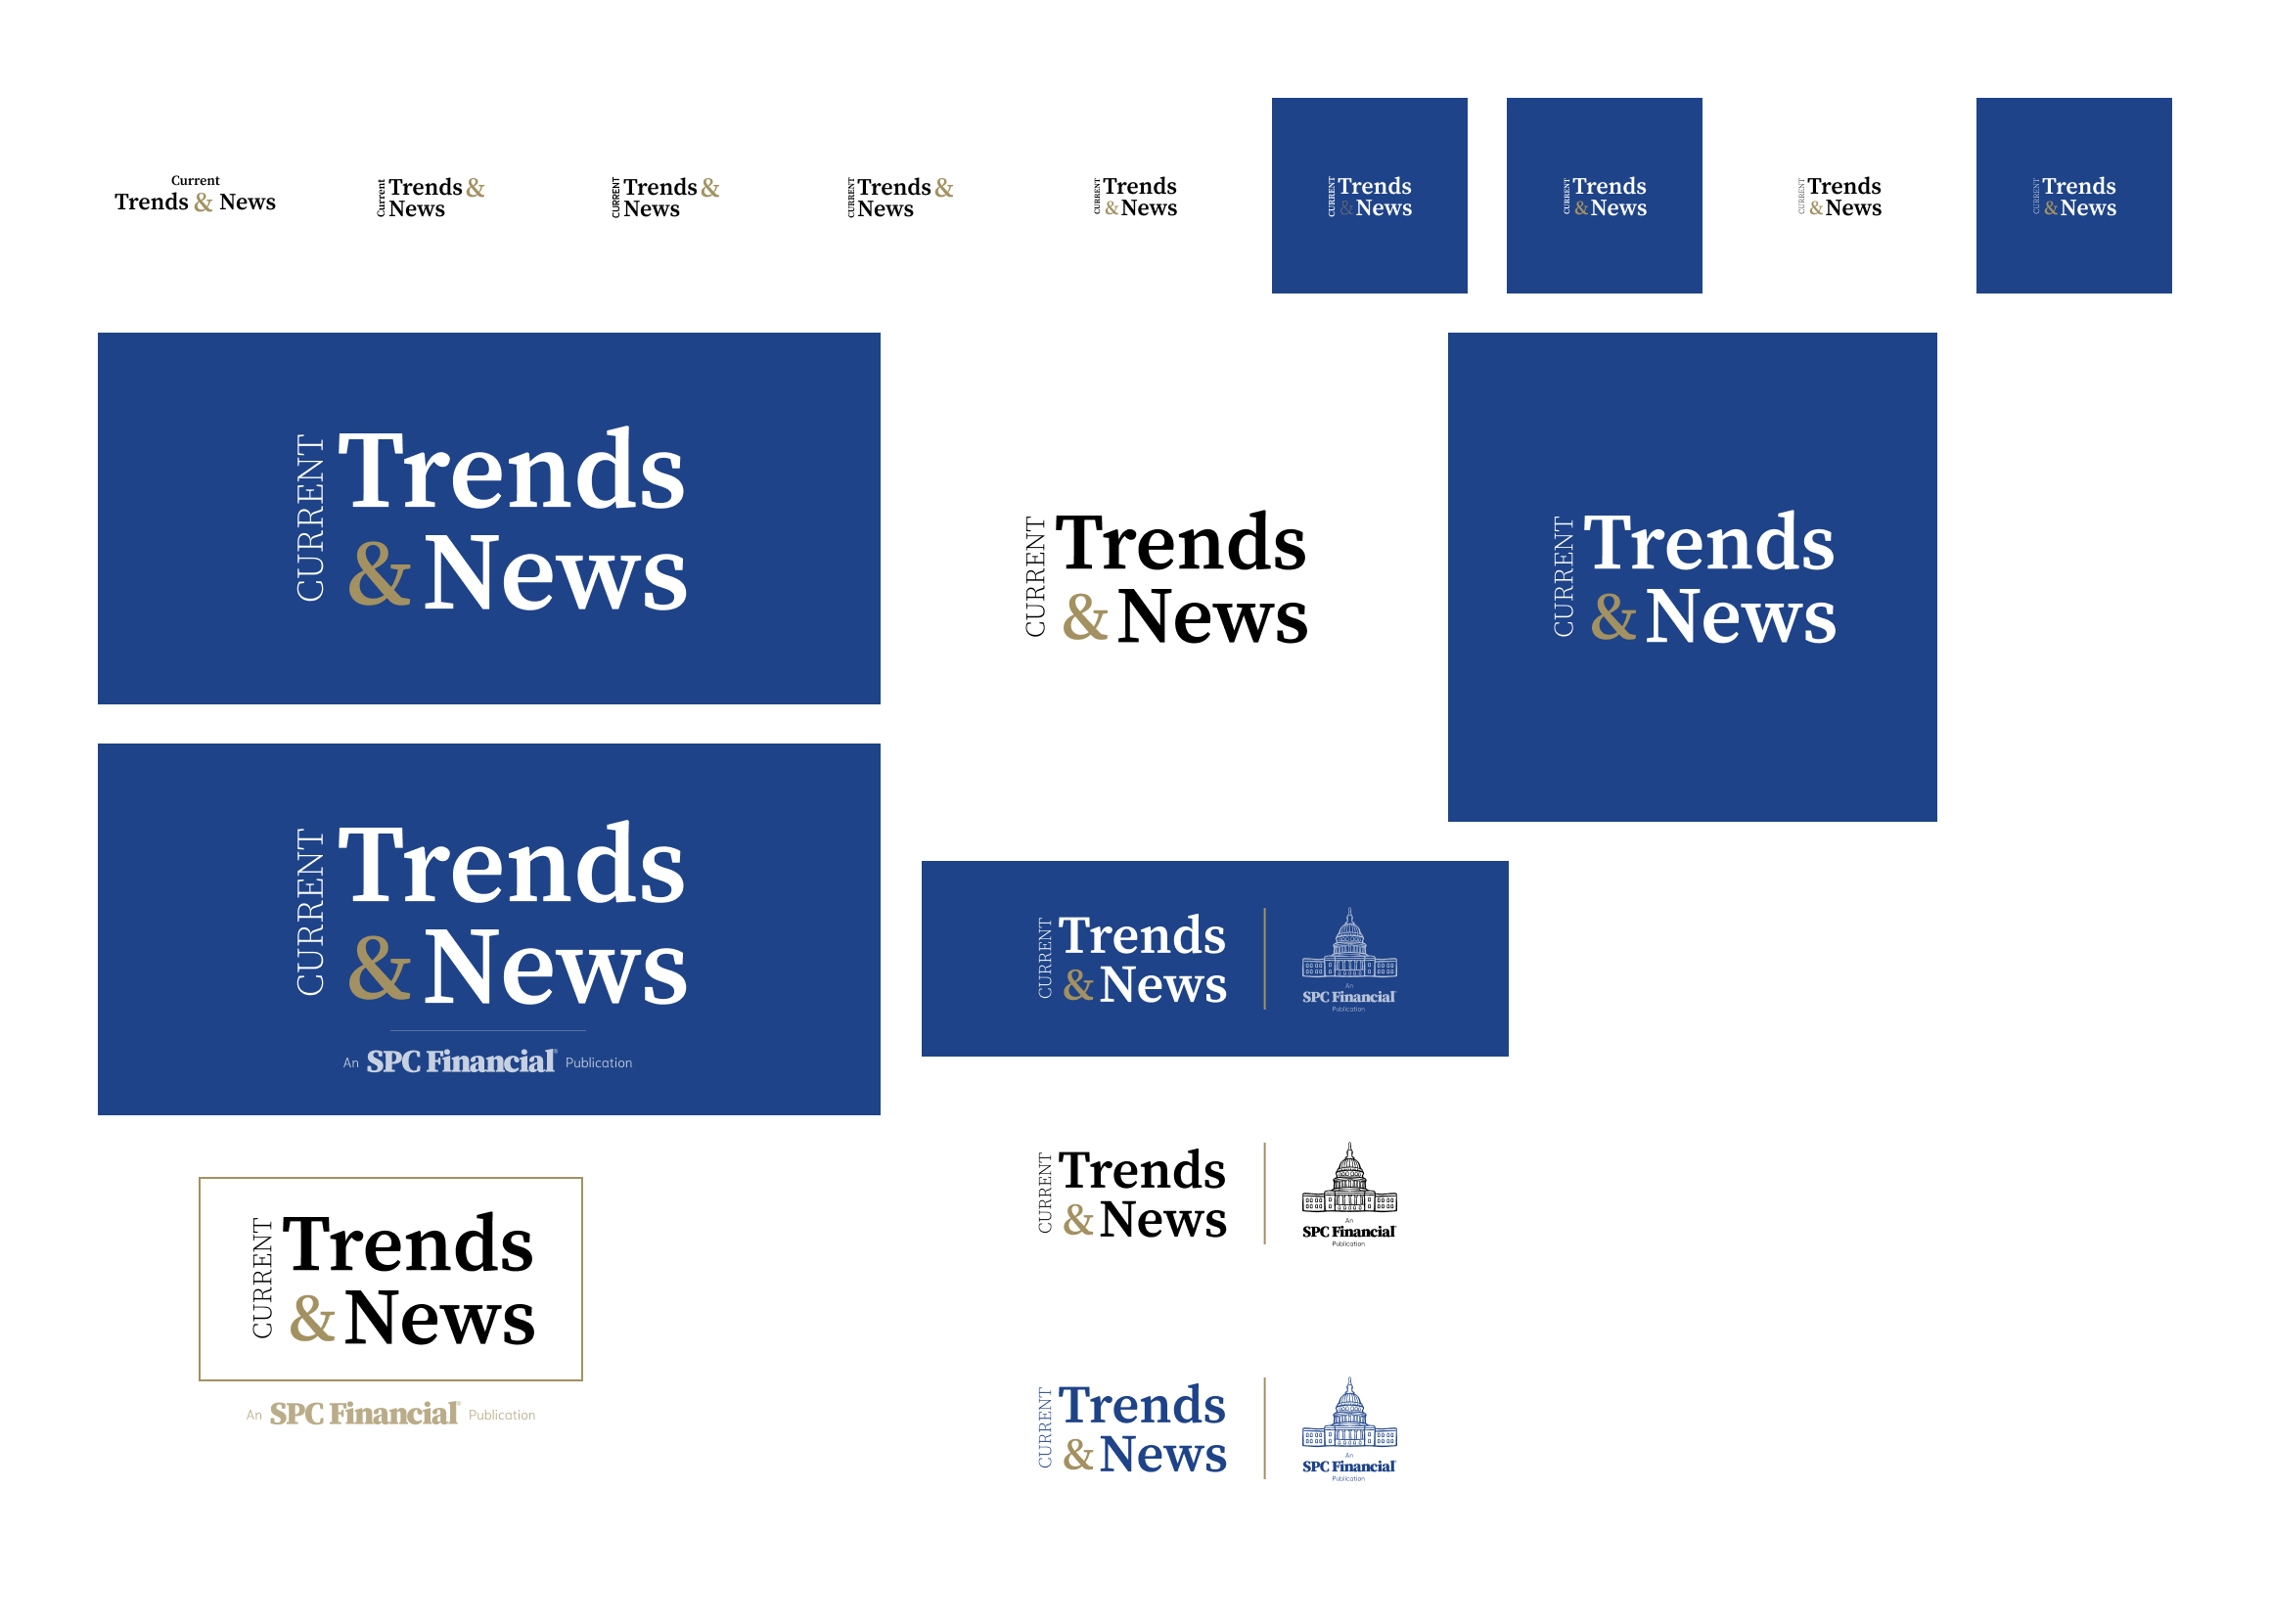 Current
Trends & News
Current
Trends &
News
CURRENT
Trends &
News
CURRENT
Trends &
News
CURRENT
Trends
& News
CURRENT
Trends
& News
CURRENT
Trends
& News
CURRENT
Trends
& News
CURRENT
Trends
& News
CURRENT
Trends
& News
CURRENT
Trends
& News
CURRENT
Trends
& News
CURRENT
Trends
& News
An SPC Financial® Publication
CURRENT
Trends
& News
An
SPC Financial
Publication
CURRENT
Trends
& News
An
SPC Financial
Publication
CURRENT
Trends
& News
An SPC Financial® Publication
CURRENT
Trends
& News
An
SPC Financial
Publication